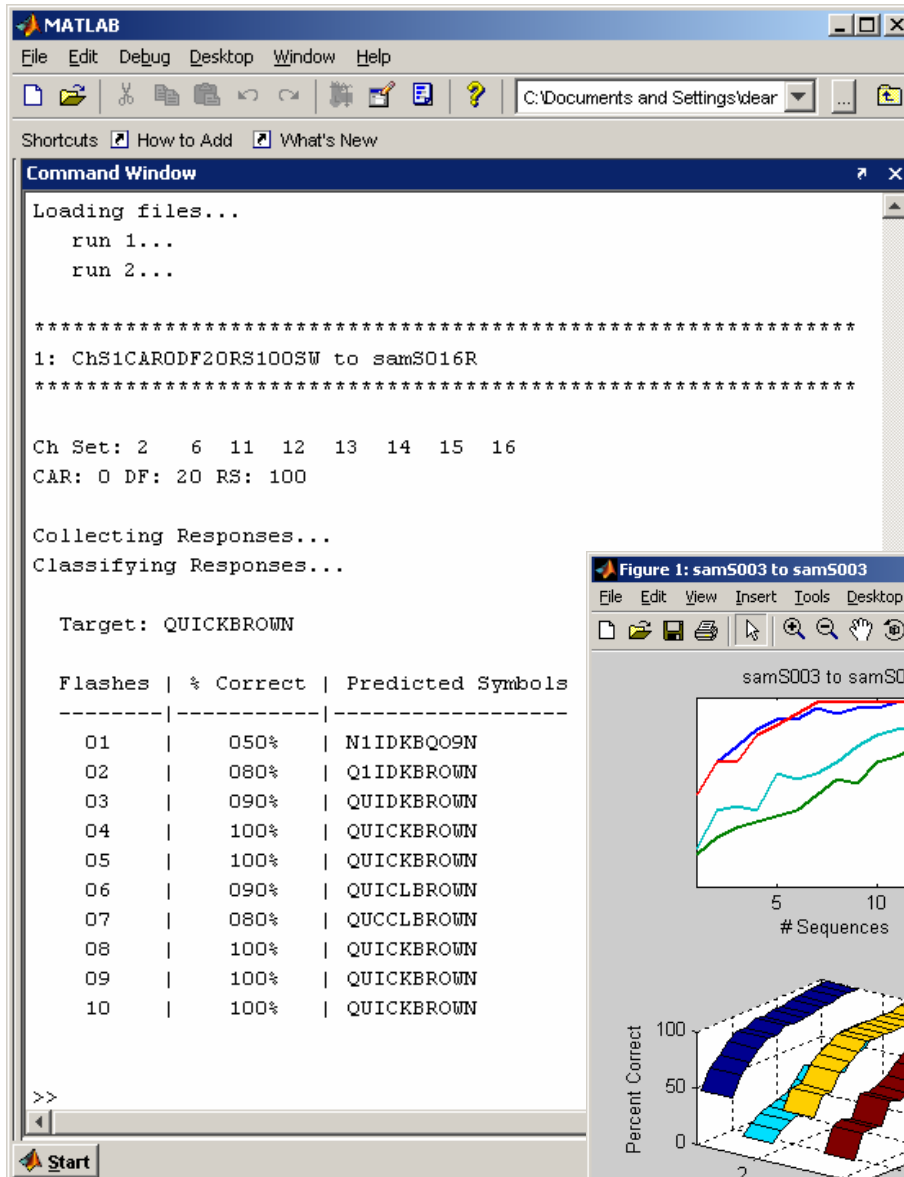 MATLAB
File Edit Debug Desktop Window Help
C:\Documents and Settings\dear ...
Shortcuts How to Add What's New
Command Window
Loading files...
run 1...
run 2...
*****************************************************************
1: ChS1CAR0DF20RS100SW to samS016R
*****************************************************************
Ch Set: 2 6 11 12 13 14 15 16
CAR: 0 DF: 20 RS: 100
Collecting Responses...
Classifying Responses...
Target: QUICKBROWN
Flashes | % Correct | Predicted Symbols
--------|-----------|------------------
01 | 050% | N1IDKBQO9N
02 | 080% | Q1IDKBROWN
03 | 090% | QUIDKBROWN
04 | 100% | QUICKBROWN
05 | 100% | QUICKBROWN
06 | 090% | QUICLBROWN
07 | 080% | QUCCLBROWN
08 | 100% | QUICKBROWN
09 | 100% | QUICKBROWN
10 | 100% | QUICKBROWN
>>
Start
Figure 1: samS003 to samS003
File Edit View Insert Tools Desktop
samS003 to samS0
5 10
# Sequences
Percent Correct
100
50
0
2